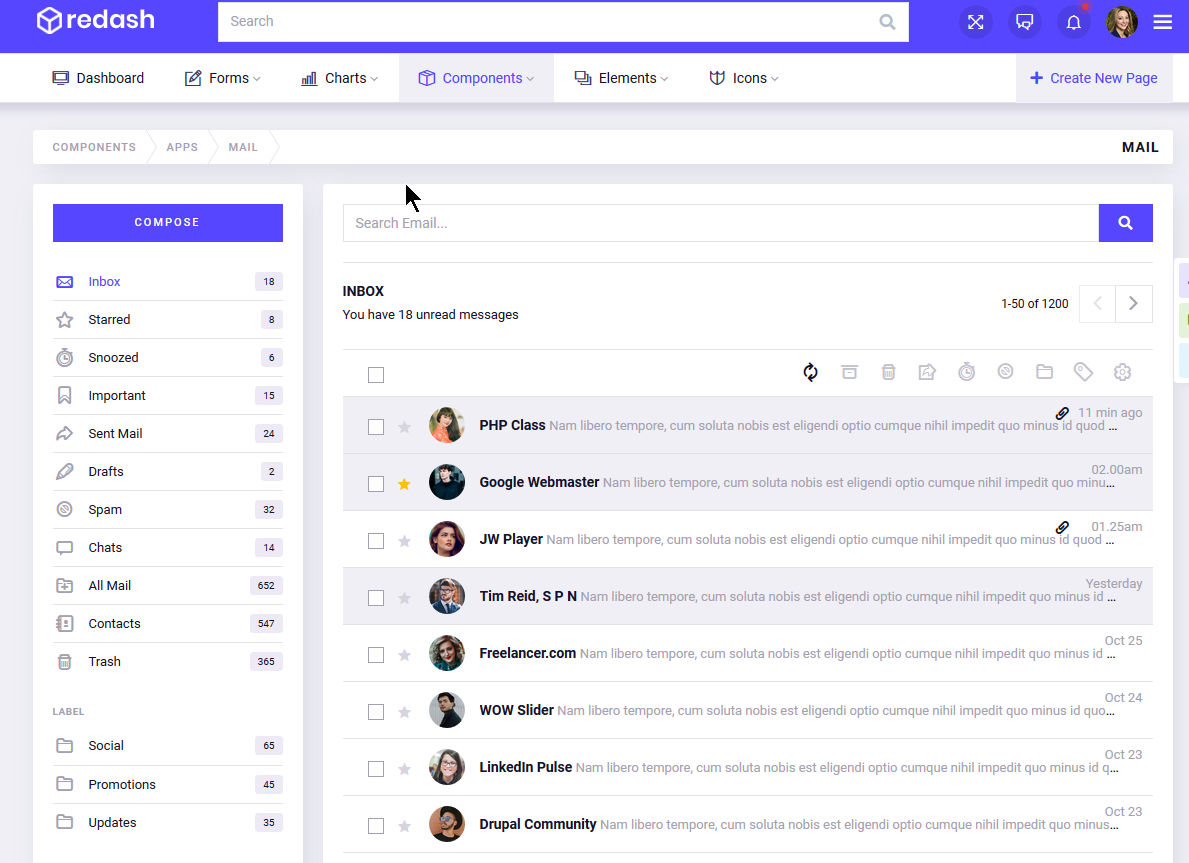 redash
Search
Dashboard Forms Charts Components Elements Icons Create New Page
COMPONENTS APPS MAIL MAIL
COMPOSE
Inbox 18
Starred 8
Snoozed 6
Important 15
Sent Mail 24
Drafts 2
Spam 32
Chats 14
All Mail 652
Contacts 547
Trash 365
LABEL
Social 65
Promotions 45
Updates 35
Search Email...
INBOX
You have 18 unread messages
1-50 of 1200
PHP Class Nam libero tempore, cum soluta nobis est eligendi optio cumque nihil impedit quo minus id quod ... 11 min ago
Google Webmaster Nam libero tempore, cum soluta nobis est eligendi optio cumque nihil impedit quo minu... 02.00am
JW Player Nam libero tempore, cum soluta nobis est eligendi optio cumque nihil impedit quo minus id quod ... 01.25am
Tim Reid, S P N Nam libero tempore, cum soluta nobis est eligendi optio cumque nihil impedit quo minus id ... Yesterday
Freelancer.com Nam libero tempore, cum soluta nobis est eligendi optio cumque nihil impedit quo minus id ... Oct 25
WOW Slider Nam libero tempore, cum soluta nobis est eligendi optio cumque nihil impedit quo minus id quo... Oct 24
LinkedIn Pulse Nam libero tempore, cum soluta nobis est eligendi optio cumque nihil impedit quo minus id q... Oct 23
Drupal Community Nam libero tempore, cum soluta nobis est eligendi optio cumque nihil impedit quo minus... Oct 23